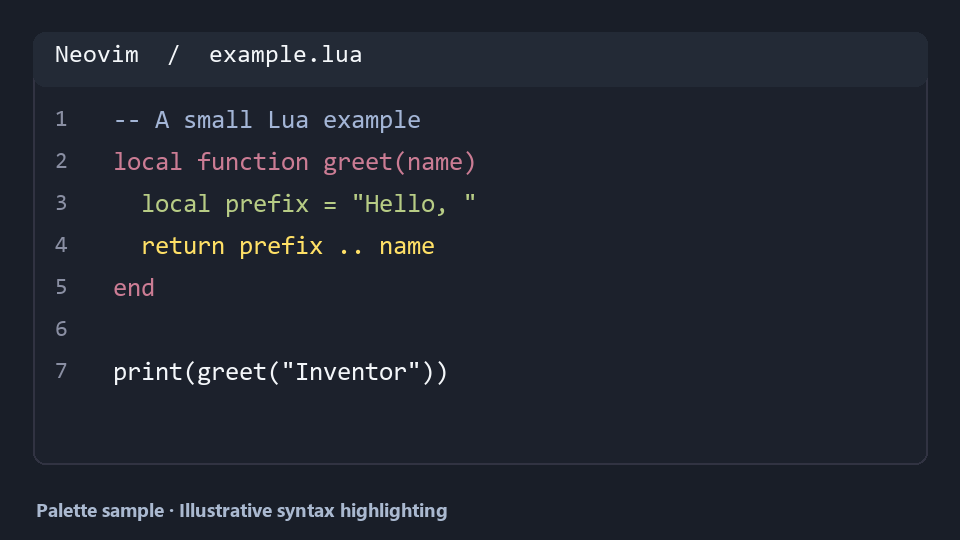 Neovim / example.lua
1 -- A small Lua example
2 local function greet(name)
3 local prefix = "Hello, "
4 return prefix .. name
5 end
6
7 print(greet("Inventor"))
Palette sample · Illustrative syntax highlighting